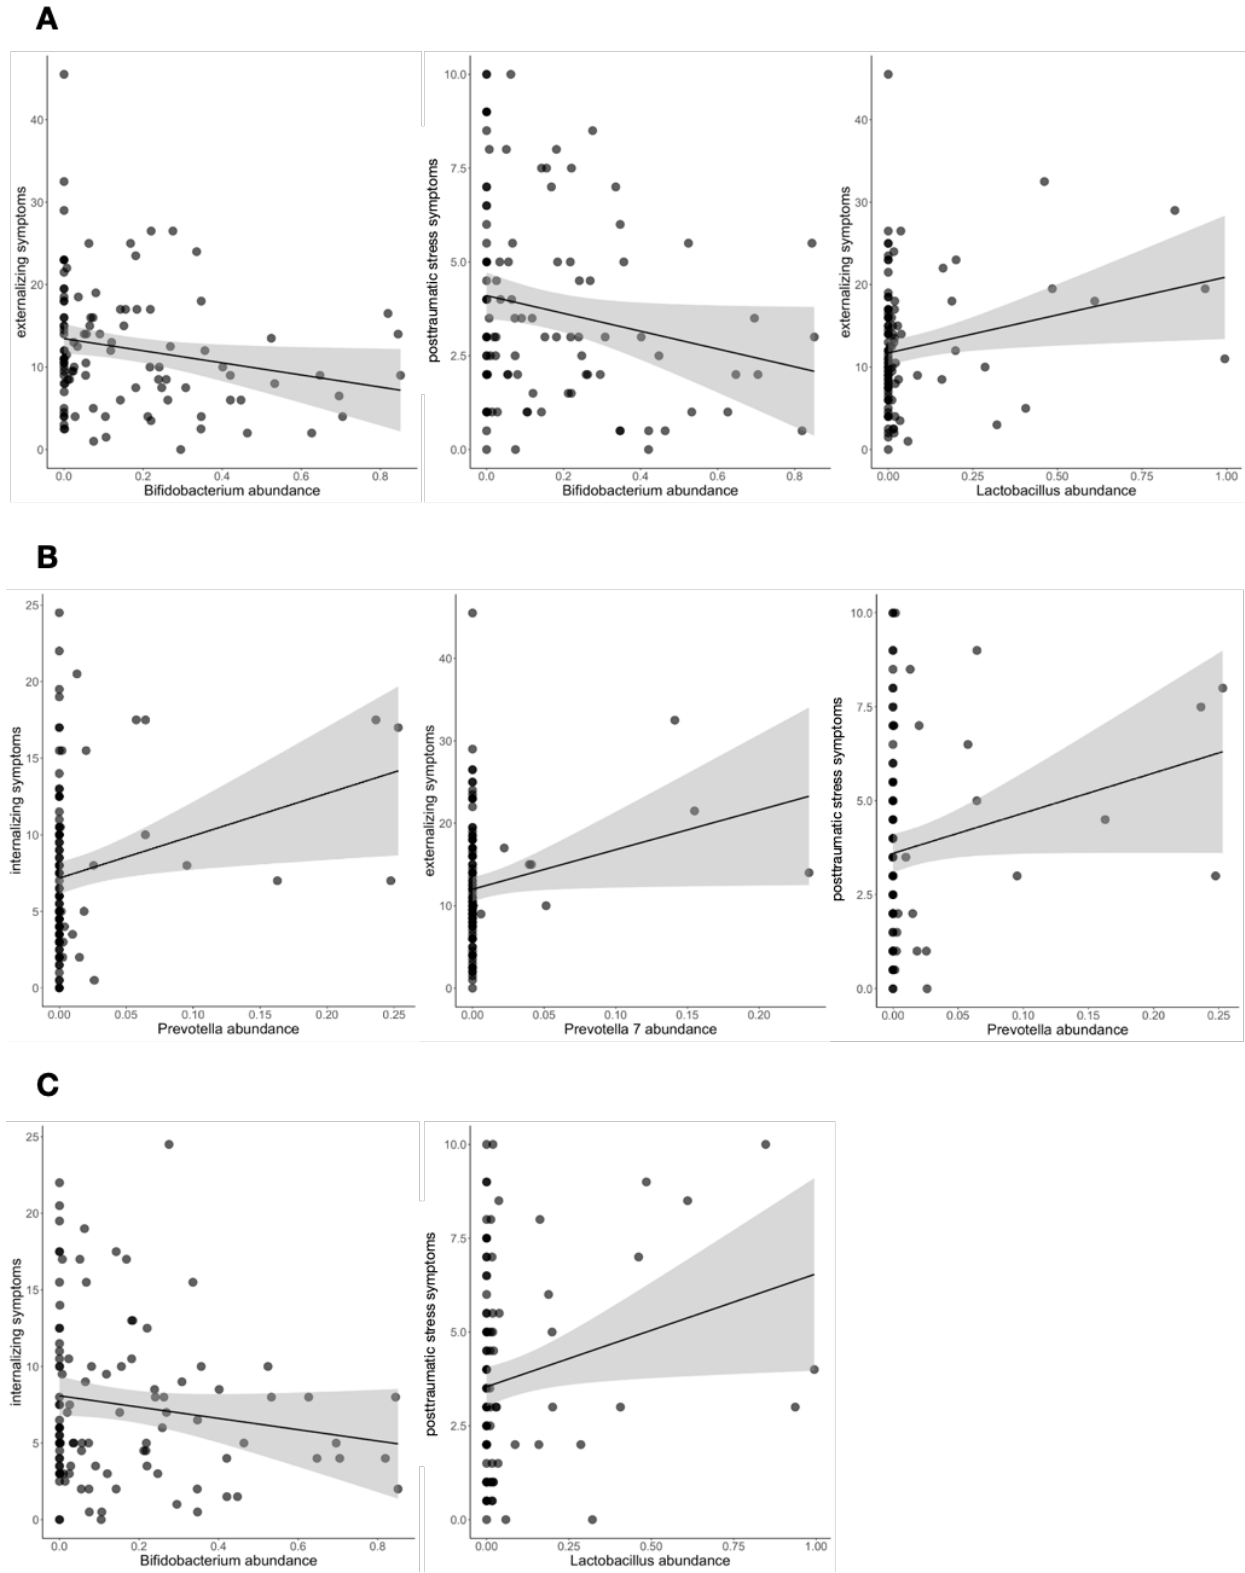 A
externalizing symptoms
40
30
20
10
0
0.0 0.2 0.4 0.6 0.8
Bifidobacterium abundance
posttraumatic stress symptoms
10.0
7.5
5.0
2.5
0.0
0.0 0.2 0.4 0.6 0.8
Bifidobacterium abundance
externalizing symptoms
40
30
20
10
0
0.00 0.25 0.50 0.75 1.00
Lactobacillus abundance
B
internalizing symptoms
25
20
15
10
5
0
0.00 0.05 0.10 0.15 0.20 0.25
Prevotella abundance
externalizing symptoms
40
30
20
10
0
0.00 0.05 0.10 0.15 0.20
Prevotella 7 abundance
posttraumatic stress symptoms
10.0
7.5
5.0
2.5
0.0
0.00 0.05 0.10 0.15 0.20 0.25
Prevotella abundance
C
internalizing symptoms
25
20
15
10
5
0
0.0 0.2 0.4 0.6 0.8
Bifidobacterium abundance
posttraumatic stress symptoms
10.0
7.5
5.0
2.5
0.0
0.00 0.25 0.50 0.75 1.00
Lactobacillus abundance